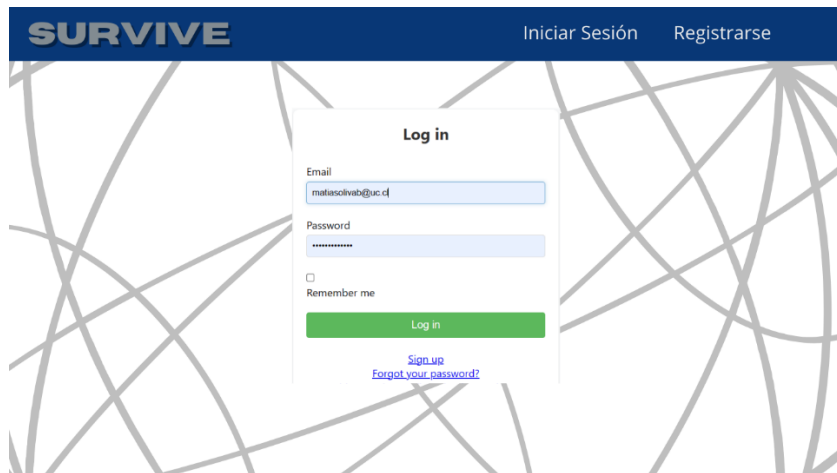 SURVIVE
Iniciar Sesión Registrarse
Log in
Email
matiasolivab@uc.cl
Password
•••••••••••••
Remember me
Log in
Sign up
Forgot your password?